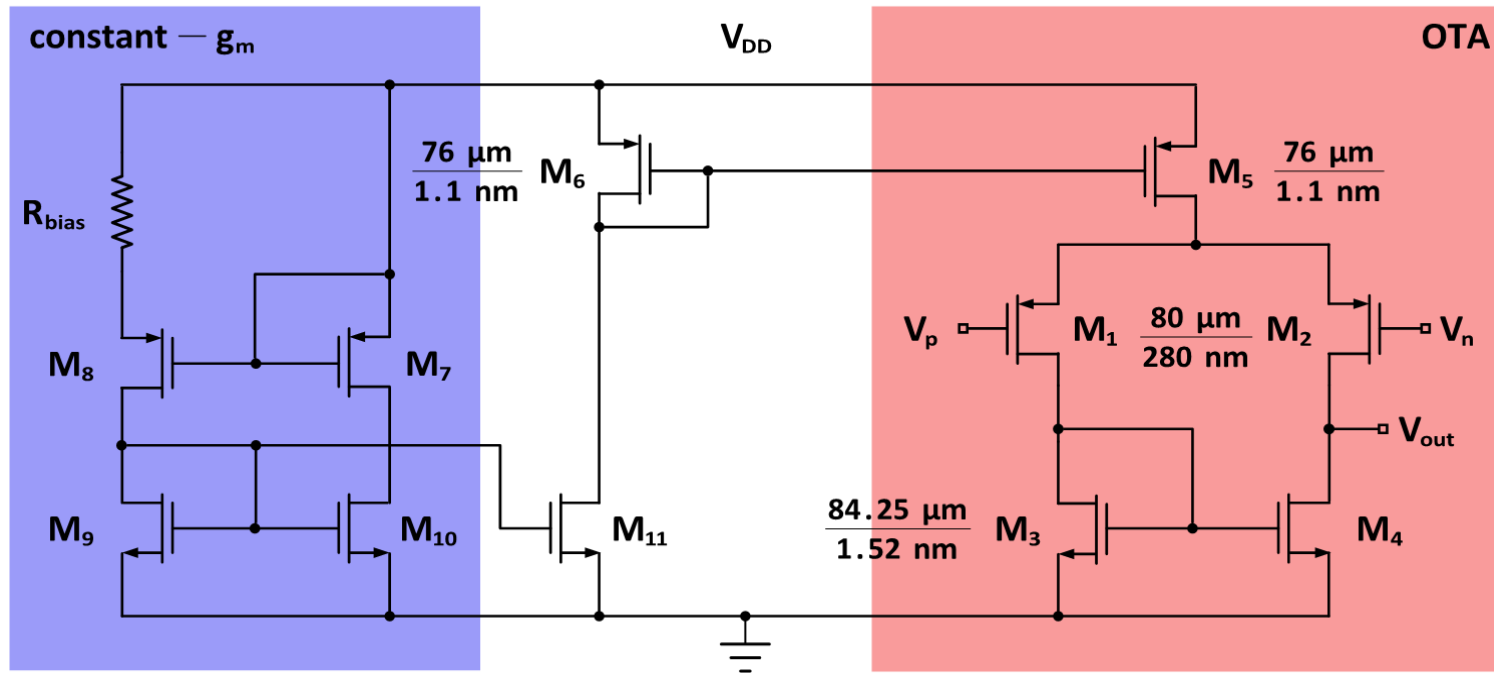 constant — gm
VDD
OTA
76 μm
1.1 nm
M6
M5
76 μm
1.1 nm
Rbias
Vp
M1
80 μm
280 nm
M2
Vn
M8
M7
Vout
M9
M10
M11
84.25 μm
1.52 nm
M3
M4